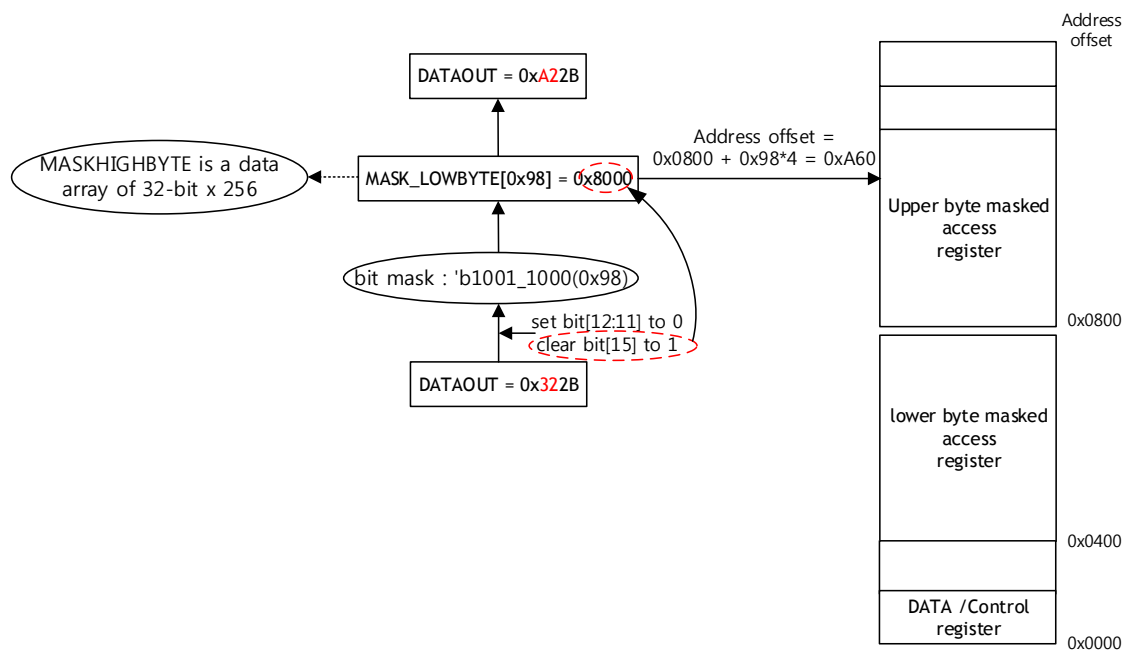 Address
offset
DATAOUT = 0xA22B
Address offset =
0x0800 + 0x98*4 = 0xA60
MASKHIGHBYTE is a data
array of 32-bit x 256
MASK_LOWBYTE[0x98] = 0x8000
Upper byte masked
access
register
bit mask : 'b1001_1000(0x98)
set bit[12:11] to 0
clear bit[15] to 1
0x0800
DATAOUT = 0x322B
lower byte masked
access
register
0x0400
DATA /Control
register
0x0000